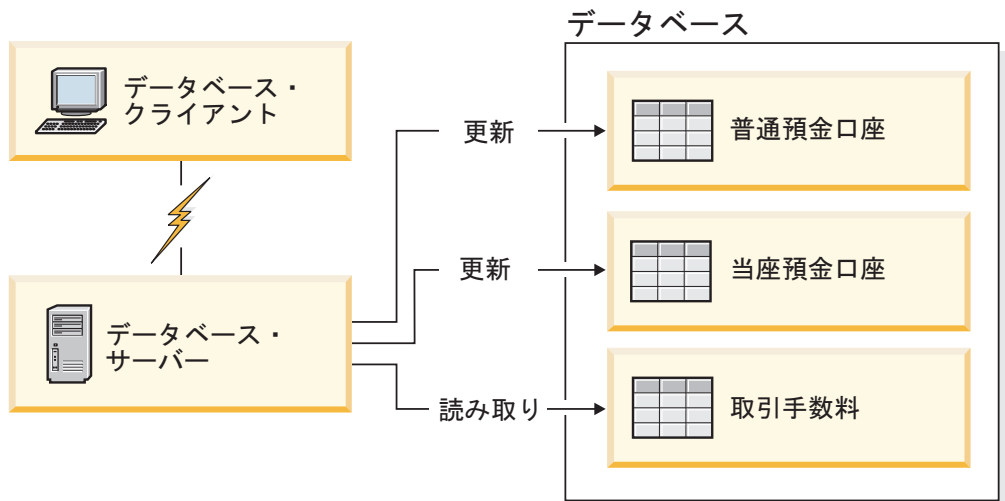 データベース
データベース・
クライアント
更新
普通預金口座
更新
当座預金口座
データベース・
サーバー
読み取り
取引手数料